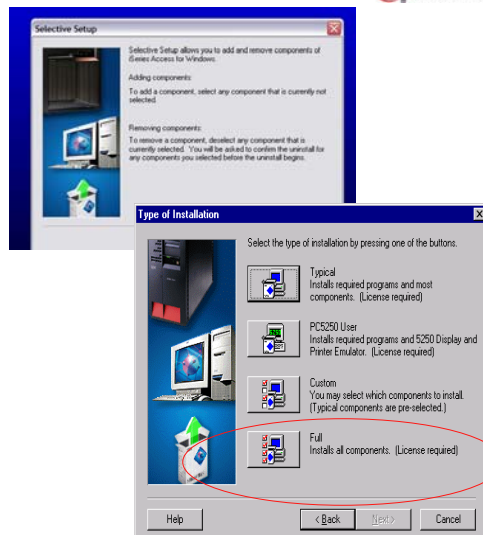 Selective Setup
Selective Setup allows you to add and remove components of
iSeries Access for Windows.
Adding components:
To add a component, select any component that is currently not
selected.
Removing components:
To remove a component, deselect any component that is
currently selected. You will be asked to confirm the uninstall for
any components you selected before the uninstall begins.
Type of Installation
Select the type of installation by pressing one of the buttons.
Typical
Installs required programs and most
components. (License required)
PC5250 User
Installs required programs and 5250 Display and
Printer Emulator. (License required)
Custom
You may select which components to install.
(Typical components are pre-selected.)
Full
Installs all components. (License required)
Help
< Back
Next >
Cancel